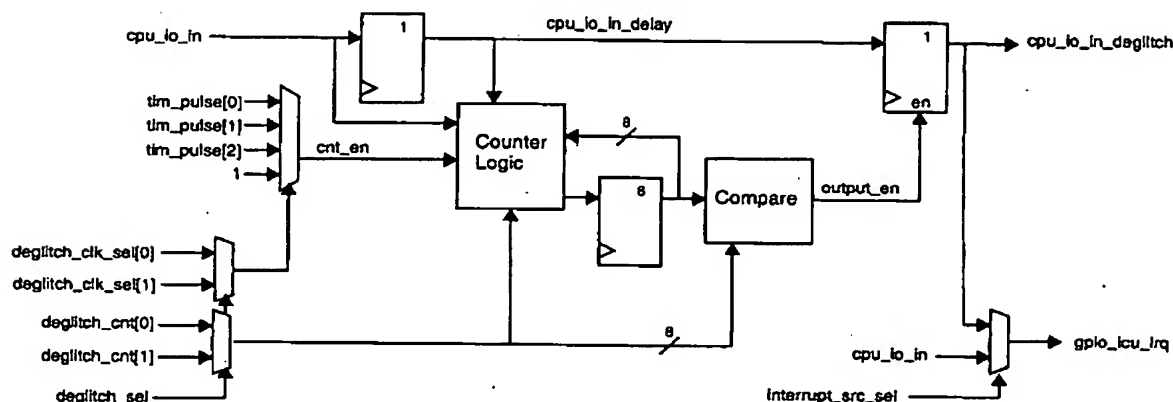 cpu_io_in
1
cpu_io_in_delay
1
cpu_io_in_deglitch
en
tim_pulse[0]
tim_pulse[1]
tim_pulse[2]
1
cnt_en
Counter
Logic
8
8
Compare
output_en
deglitch_clk_sel[0]
deglitch_clk_sel[1]
deglitch_cnt[0]
deglitch_cnt[1]
8
deglitch_sel
cpu_io_in
gpio_icu_irq
interrupt_src_sel